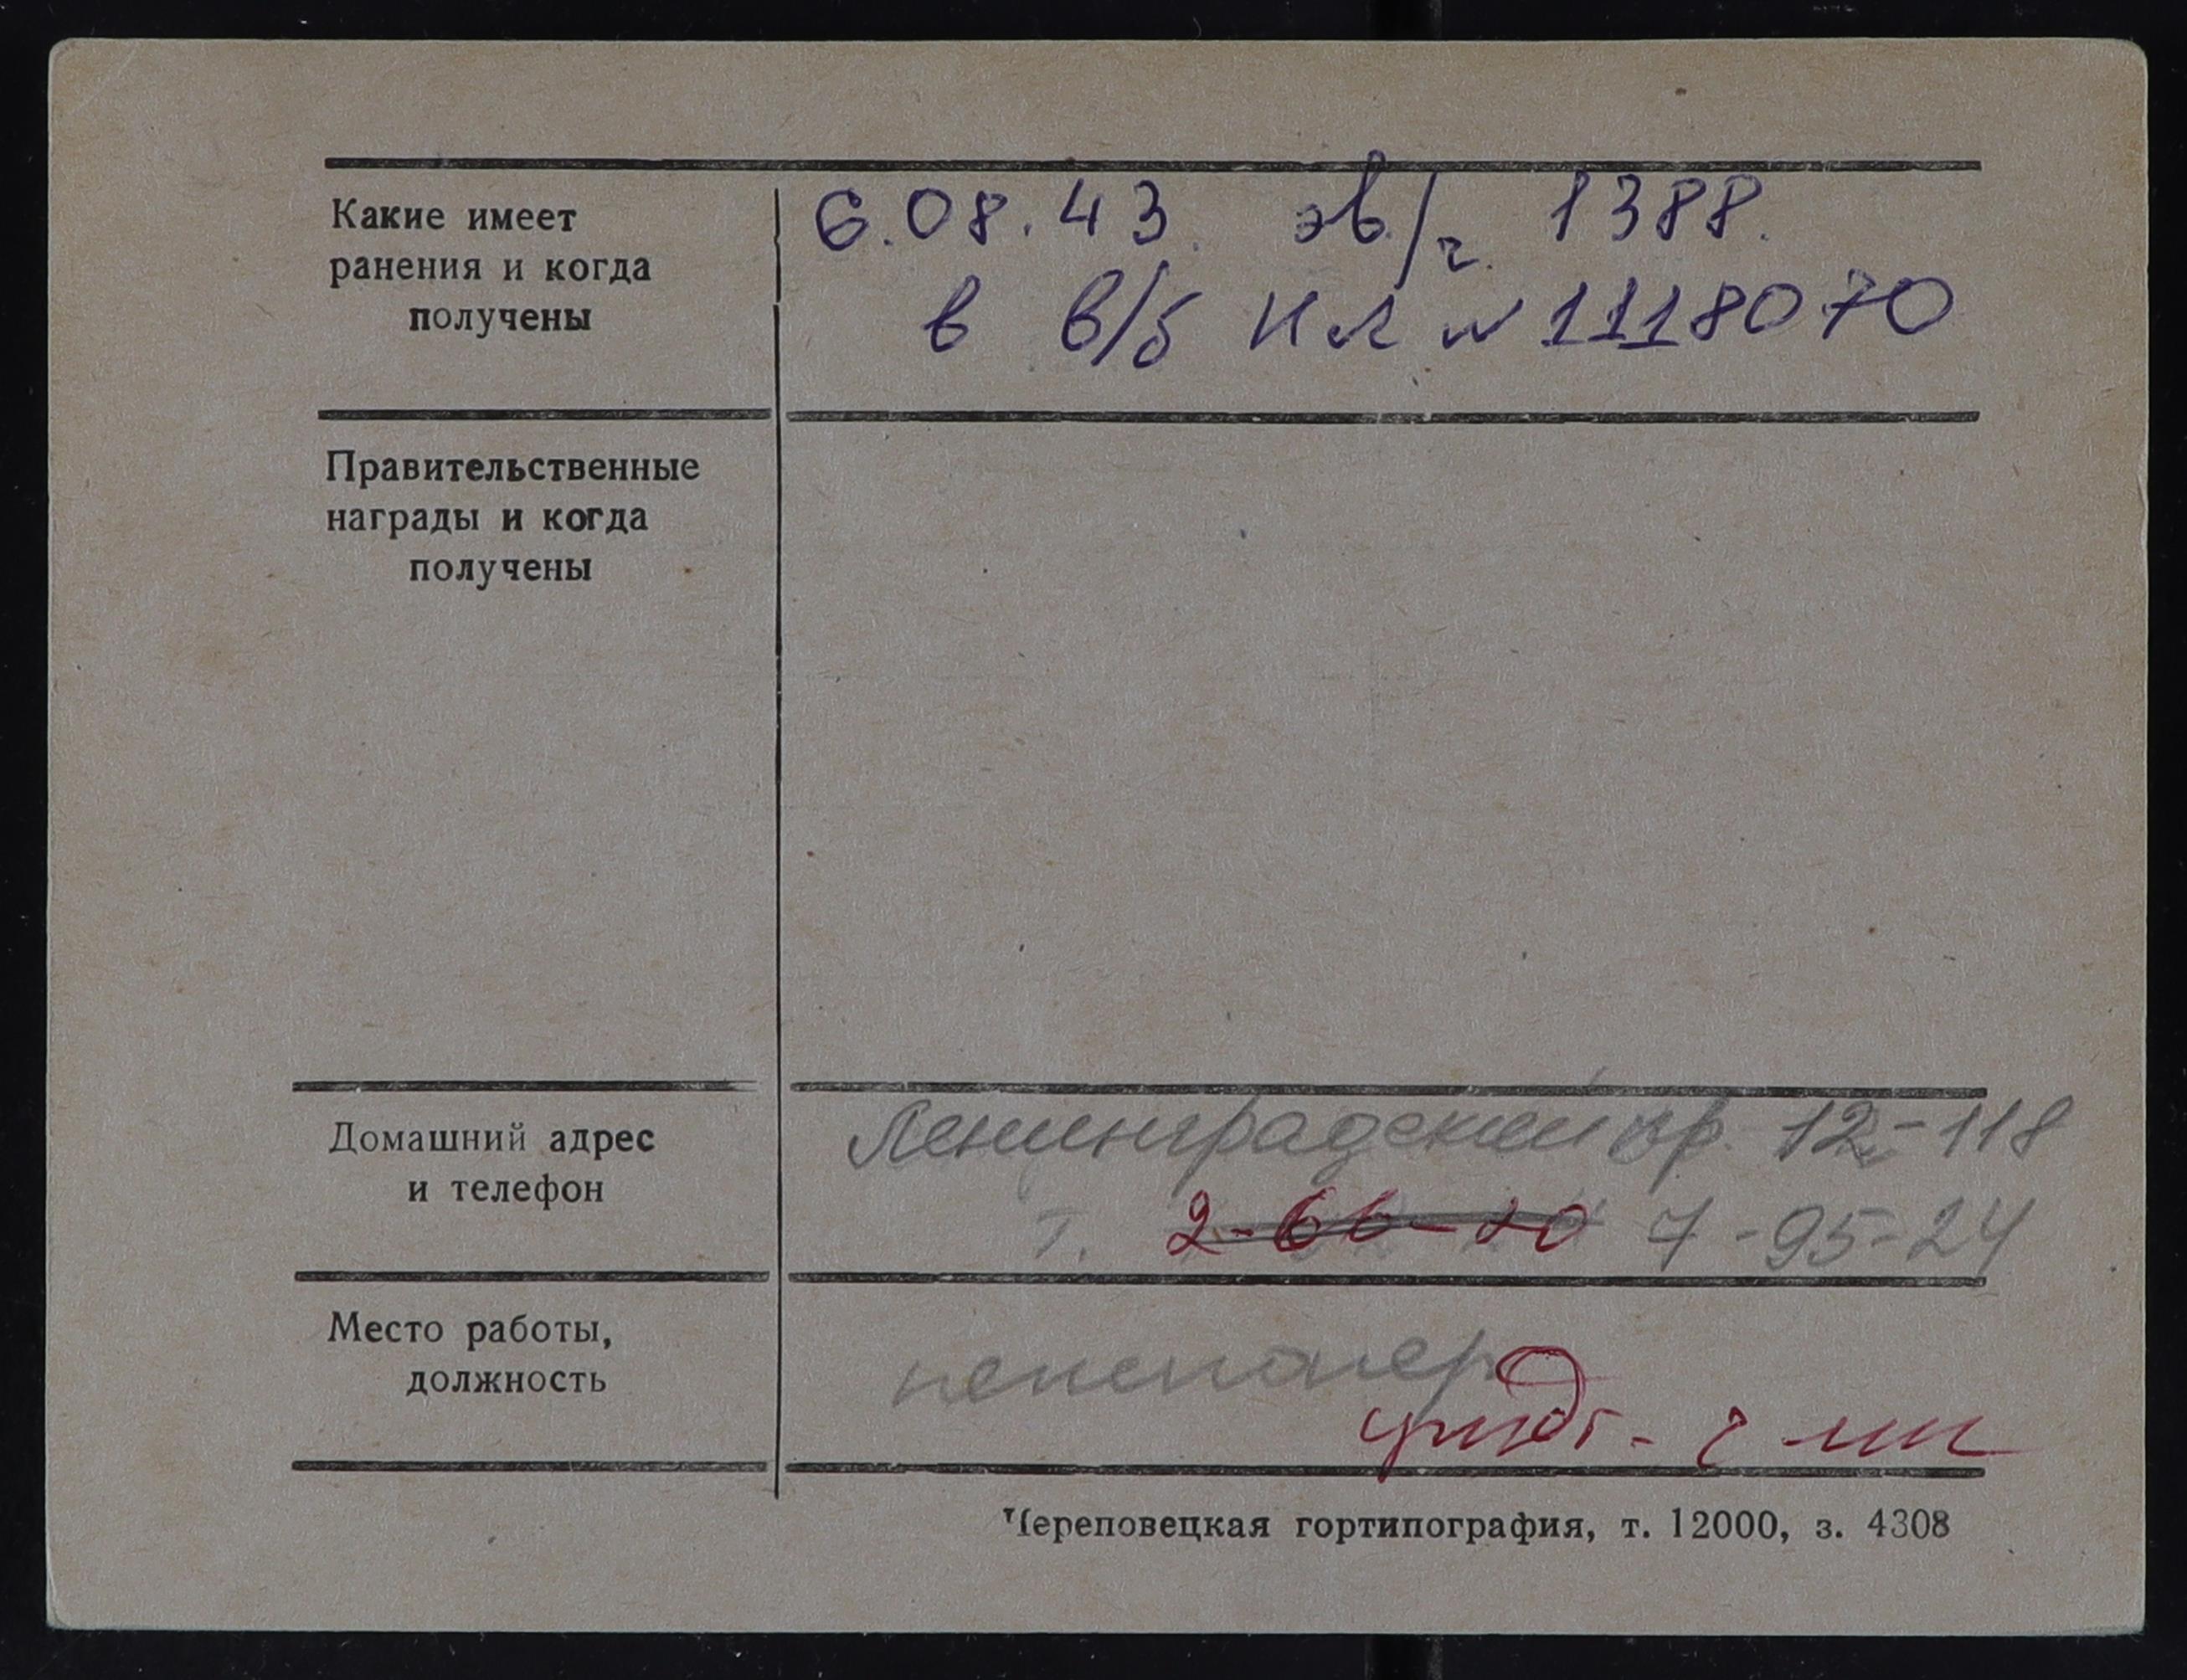 Какие имеет
ранения и когда
получены
6.08.43. эв/г. 1388.
в в/б ИЛ № 1118070
Правительственные
награды и когда
получены
Домашний адрес
и телефон
Ленинградский пр. 12-118
т. 2-66-10 7-95-24
Место работы,
должность
пенсионер
Череповецкая гортипография, т. 12000, з. 4308